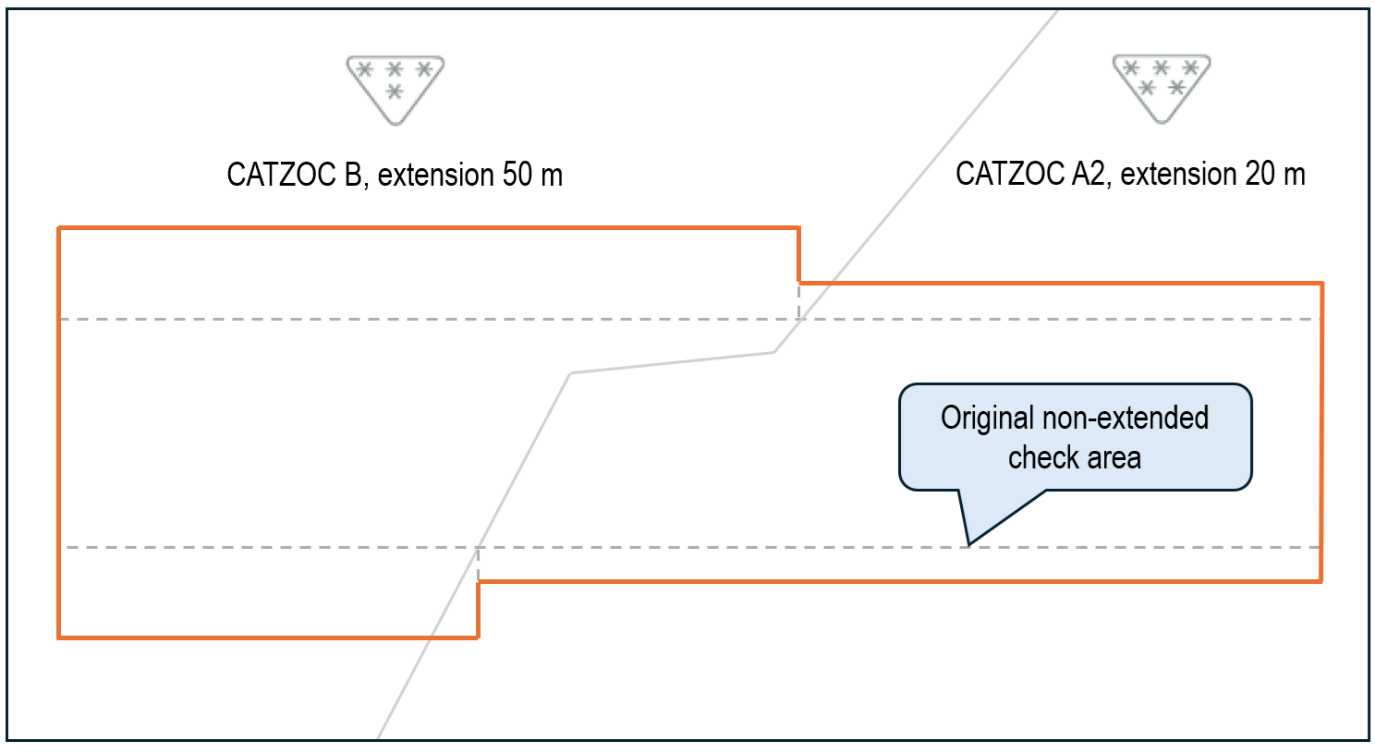 CATZOC B, extension 50 m
CATZOC A2, extension 20 m
Original non-extended
check area